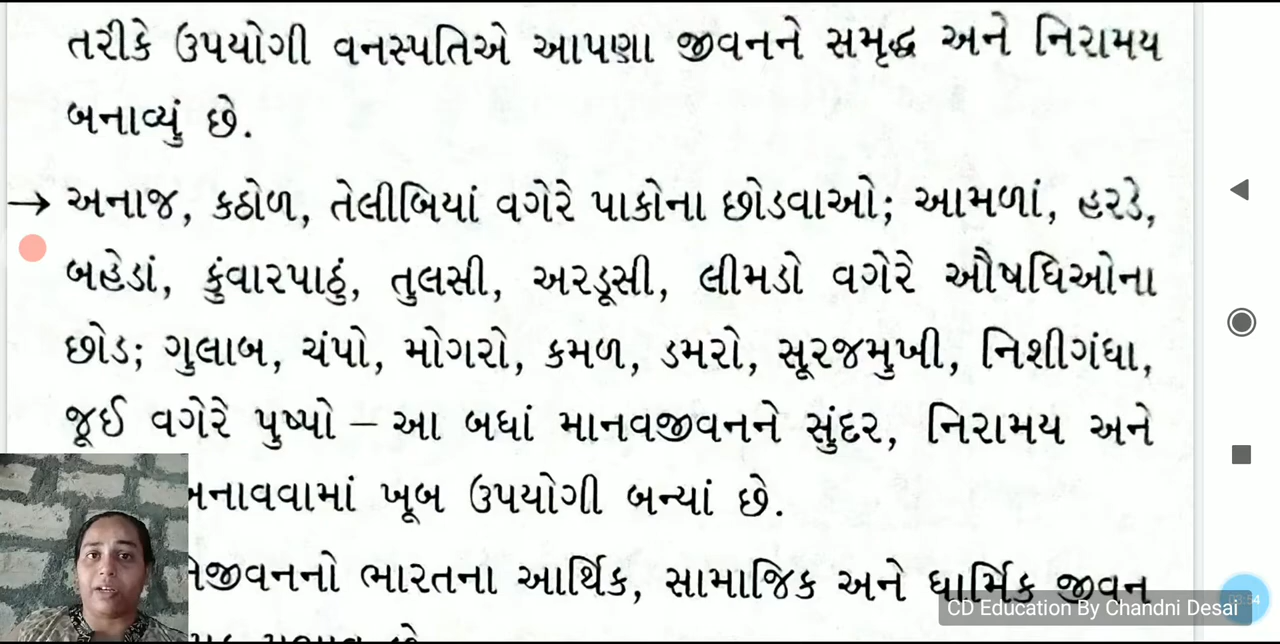 તરીકે ઉપયોગી વનસ્પતિએ આપણા જીવનને સમૃદ્ધ અને નિરામય
બનાવ્યું છે.
→ અનાજ, કઠોળ, તેલીબિયાં વગેરે પાકોના છોડવાઓ; આમળાં, હરડે,
બહેડાં, કુંવારપાઠું, તુલસી, અરડૂસી, લીમડો વગેરે ઔષધિઓના
છોડ; ગુલાબ, ચંપો, મોગરો, કમળ, ડમરો, સૂરજમુખી, નિશીગંધા,
જૂઈ વગેરે પુષ્પો – આ બધાં માનવજીવનને સુંદર, નિરામય અને
બનાવવામાં ખૂબ ઉપયોગી બન્યાં છે.
ભારતના આર્થિક, સામાજિક અને ધાર્મિક જીવન
CD Education By Chandni Desai
03:54